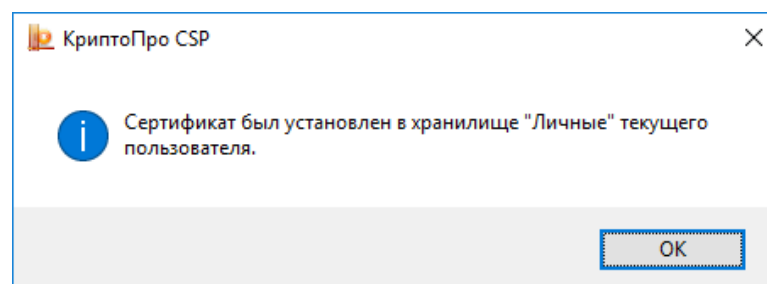 КриптоПро CSP
Сертификат был установлен в хранилище "Личные" текущего
пользователя.
OK